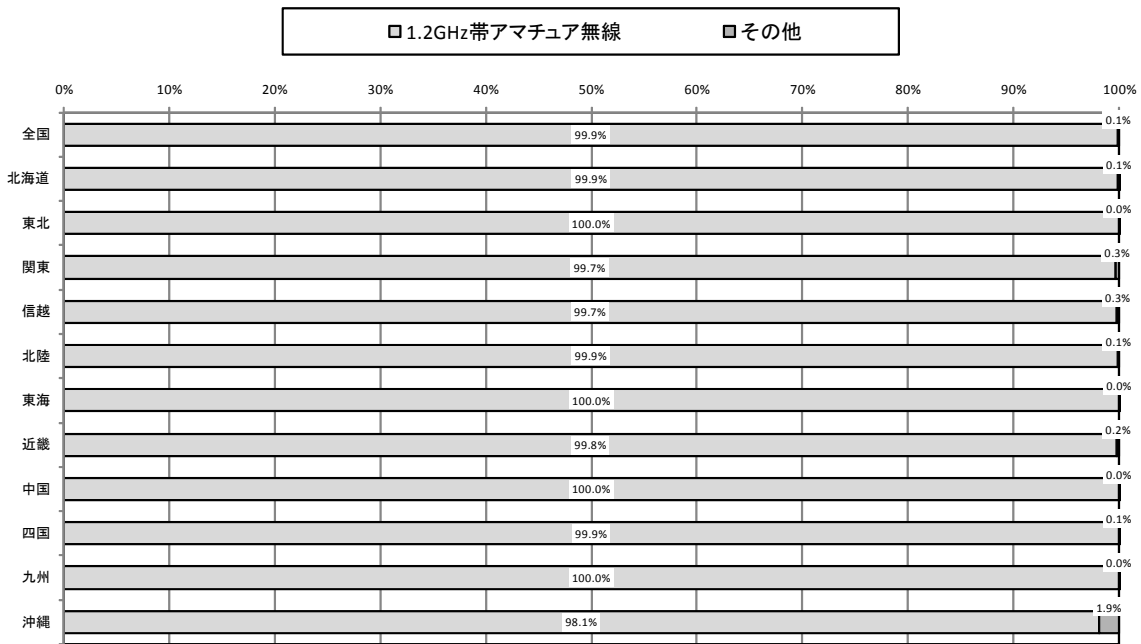 1.2GHz帯アマチュア無線 その他
0% 10% 20% 30% 40% 50% 60% 70% 80% 90% 100%
全国 99.9% 0.1%
北海道 99.9% 0.1%
東北 100.0% 0.0%
関東 99.7% 0.3%
信越 99.7% 0.3%
北陸 99.9% 0.1%
東海 100.0% 0.0%
近畿 99.8% 0.2%
中国 100.0% 0.0%
四国 99.9% 0.1%
九州 100.0% 0.0%
沖縄 98.1% 1.9%